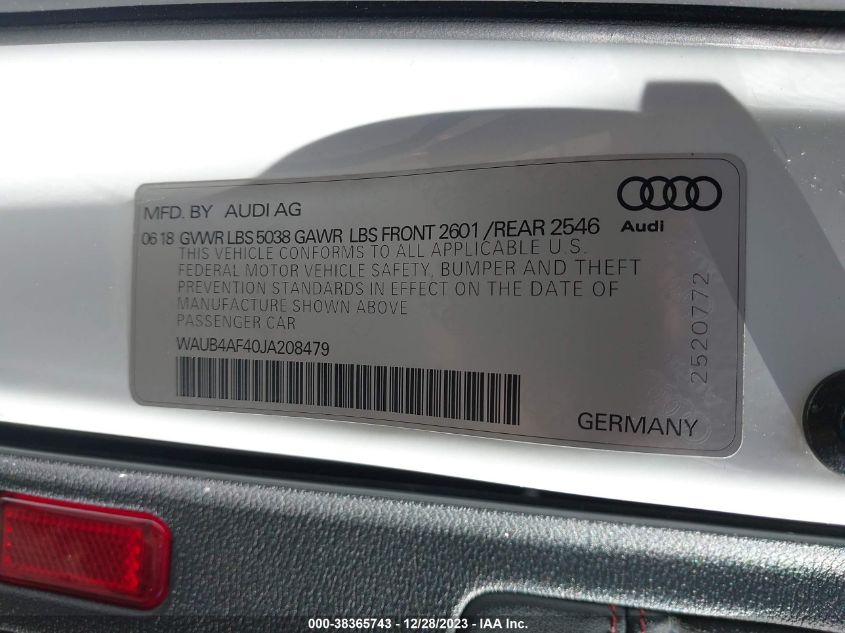 MFD. BY AUDI AG
Audi
06 18 GVWR LBS 5038 GAWR LBS FRONT 2601 / REAR 2546
THIS VEHICLE CONFORMS TO ALL APPLICABLE U.S.
FEDERAL MOTOR VEHICLE SAFETY, BUMPER AND THEFT
PREVENTION STANDARDS IN EFFECT ON THE DATE OF
MANUFACTURE SHOWN ABOVE
PASSENGER CAR
WAUB4AF40JA208479
2520772
GERMANY
000-38365743 - 12/28/2023 - IAA Inc.